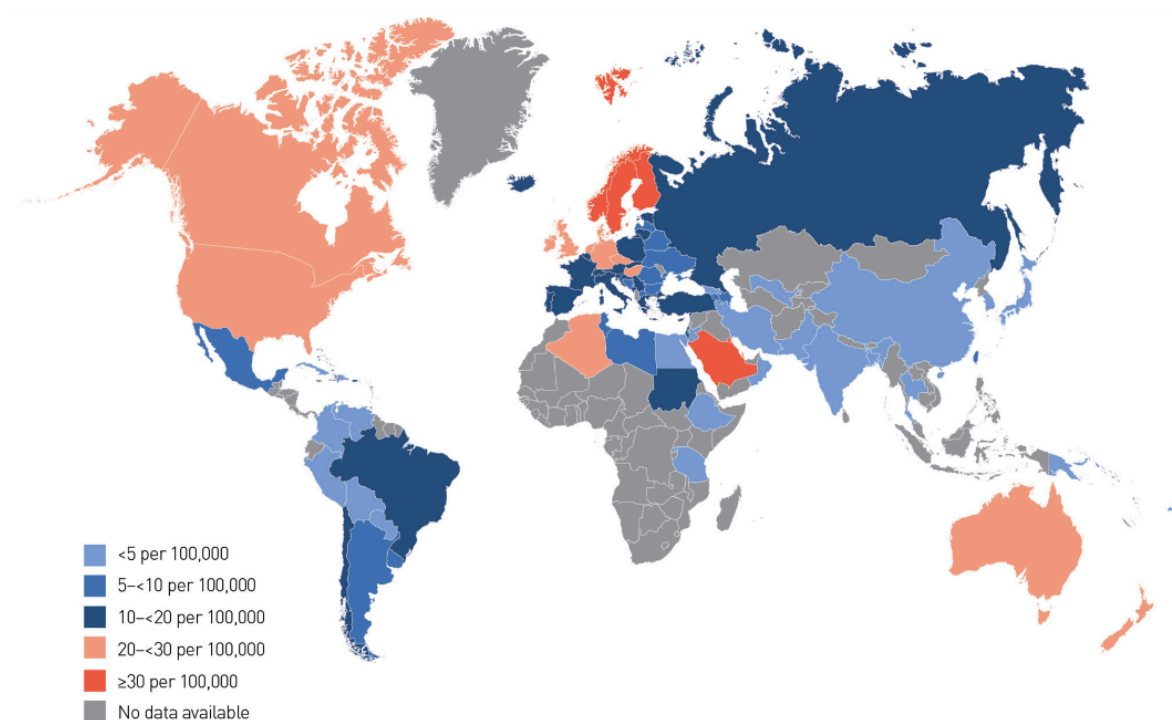 <5 per 100,000
5–<10 per 100,000
10–<20 per 100,000
20–<30 per 100,000
≥30 per 100,000
No data available